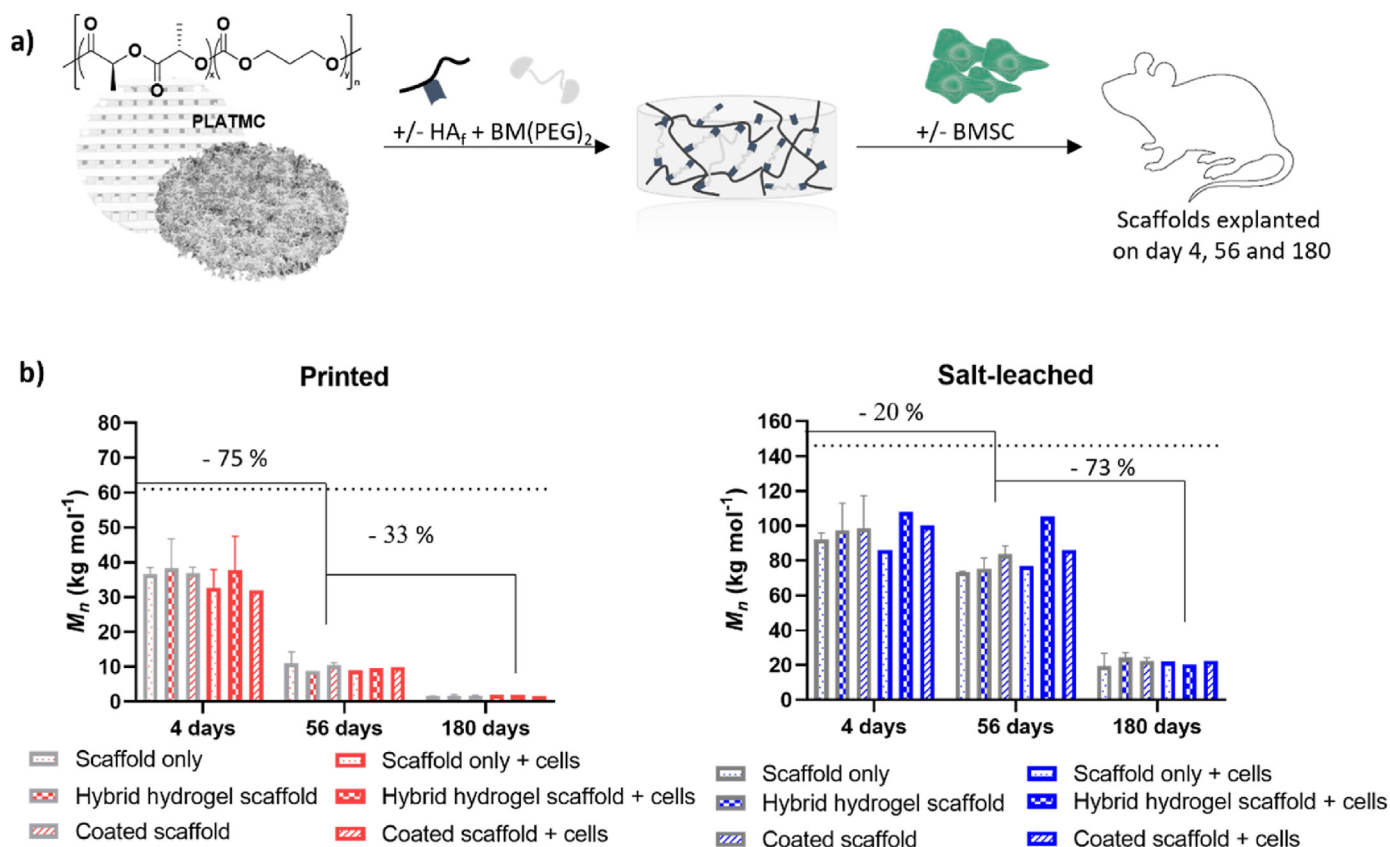 a)
O
O
O
O
O
O
O
x
y
n
PLATMC
+/- HAf + BM(PEG)2
+/- BMSC
Scaffolds explanted
on day 4, 56 and 180
b)
Printed
80
70
60
50
40
30
20
10
0
Mn (kg mol-1)
- 75 %
- 33 %
4 days
56 days
180 days
Scaffold only
Hybrid hydrogel scaffold
Coated scaffold
Scaffold only + cells
Hybrid hydrogel scaffold + cells
Coated scaffold + cells
Salt-leached
160
140
120
100
80
60
40
20
0
Mn (kg mol-1)
- 20 %
- 73 %
4 days
56 days
180 days
Scaffold only
Hybrid hydrogel scaffold
Coated scaffold
Scaffold only + cells
Hybrid hydrogel scaffold + cells
Coated scaffold + cells